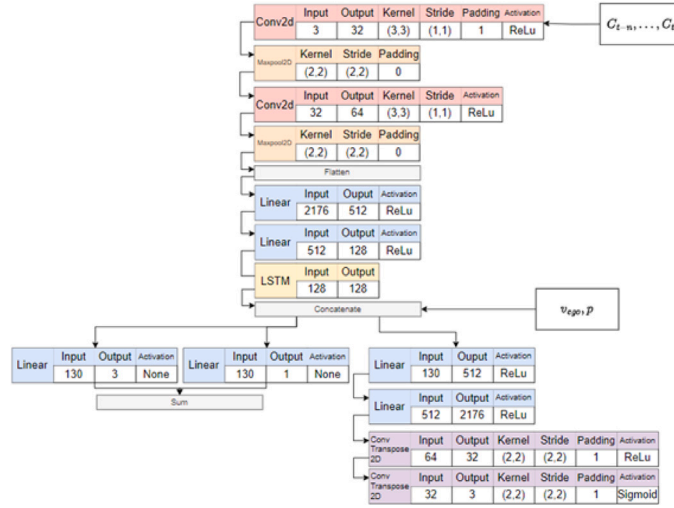 Input Output Kernel Stride Padding Activation
Conv2d 3 32 (3,3) (1,1) 1 ReLu
C_{t-n}, ..., C_t
Kernel Stride Padding
Maxpool2D (2,2) (2,2) 0
Input Output Kernel Stride Activation
Conv2d 32 64 (3,3) (1,1) ReLu
Kernel Stride Padding
Maxpool2D (2,2) (2,2) 0
Flatten
Input Ouput Activation
Linear 2176 512 ReLu
Input Output Activation
Linear 512 128 ReLu
Input Output
LSTM 128 128
Concatenate
v_{ego}, p
Input Output Activation
Linear 130 3 None
Input Output Activation
Linear 130 1 None
Sum
Input Ouput Activation
Linear 130 512 ReLu
Input Output Activation
Linear 512 2176 ReLu
Input Output Kernel Stride Padding Activation
Conv Transpose 2D 64 32 (2,2) (2,2) 1 ReLu
Input Output Kernel Stride Padding Activation
Conv Transpose 2D 32 3 (2,2) (2,2) 1 Sigmoid